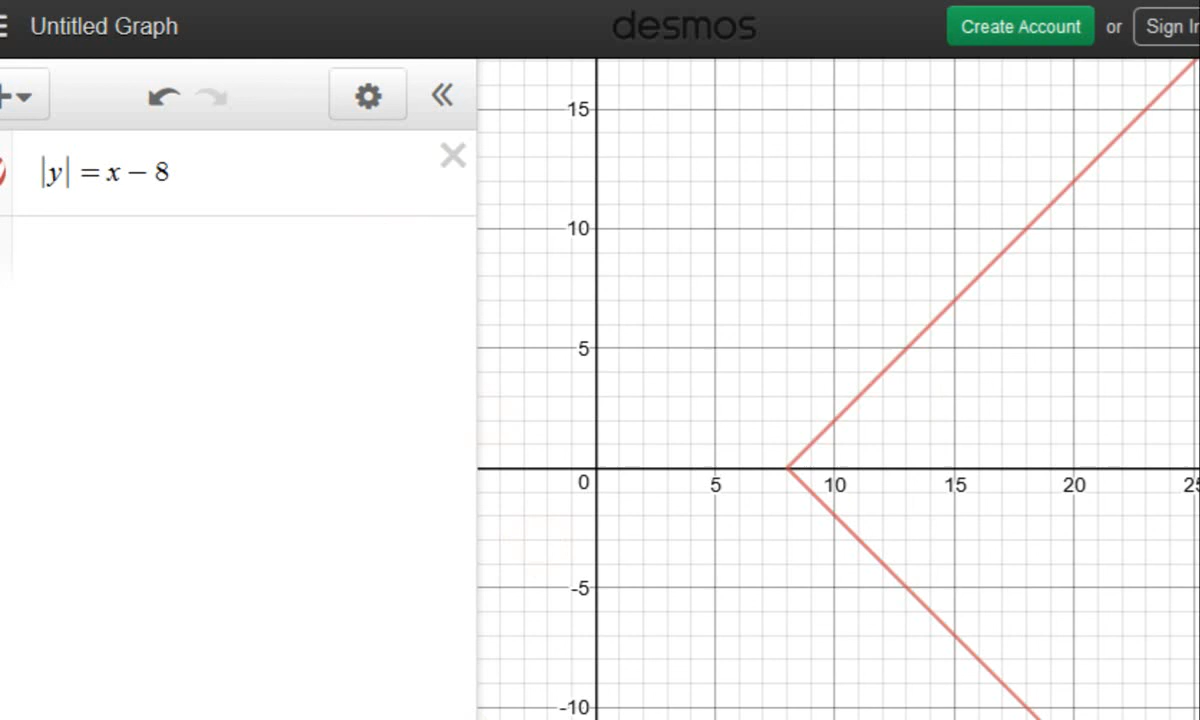 Untitled Graph
desmos
Create Account or Sign In
|y| = x − 8
15
10
5
0
5
10
15
20
-5
-10